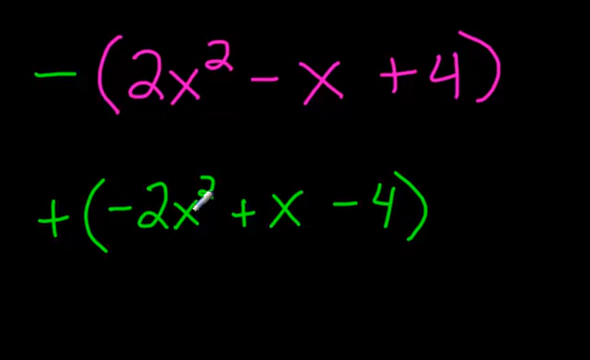 -(2x² - x + 4)
+(-2x² + x - 4)